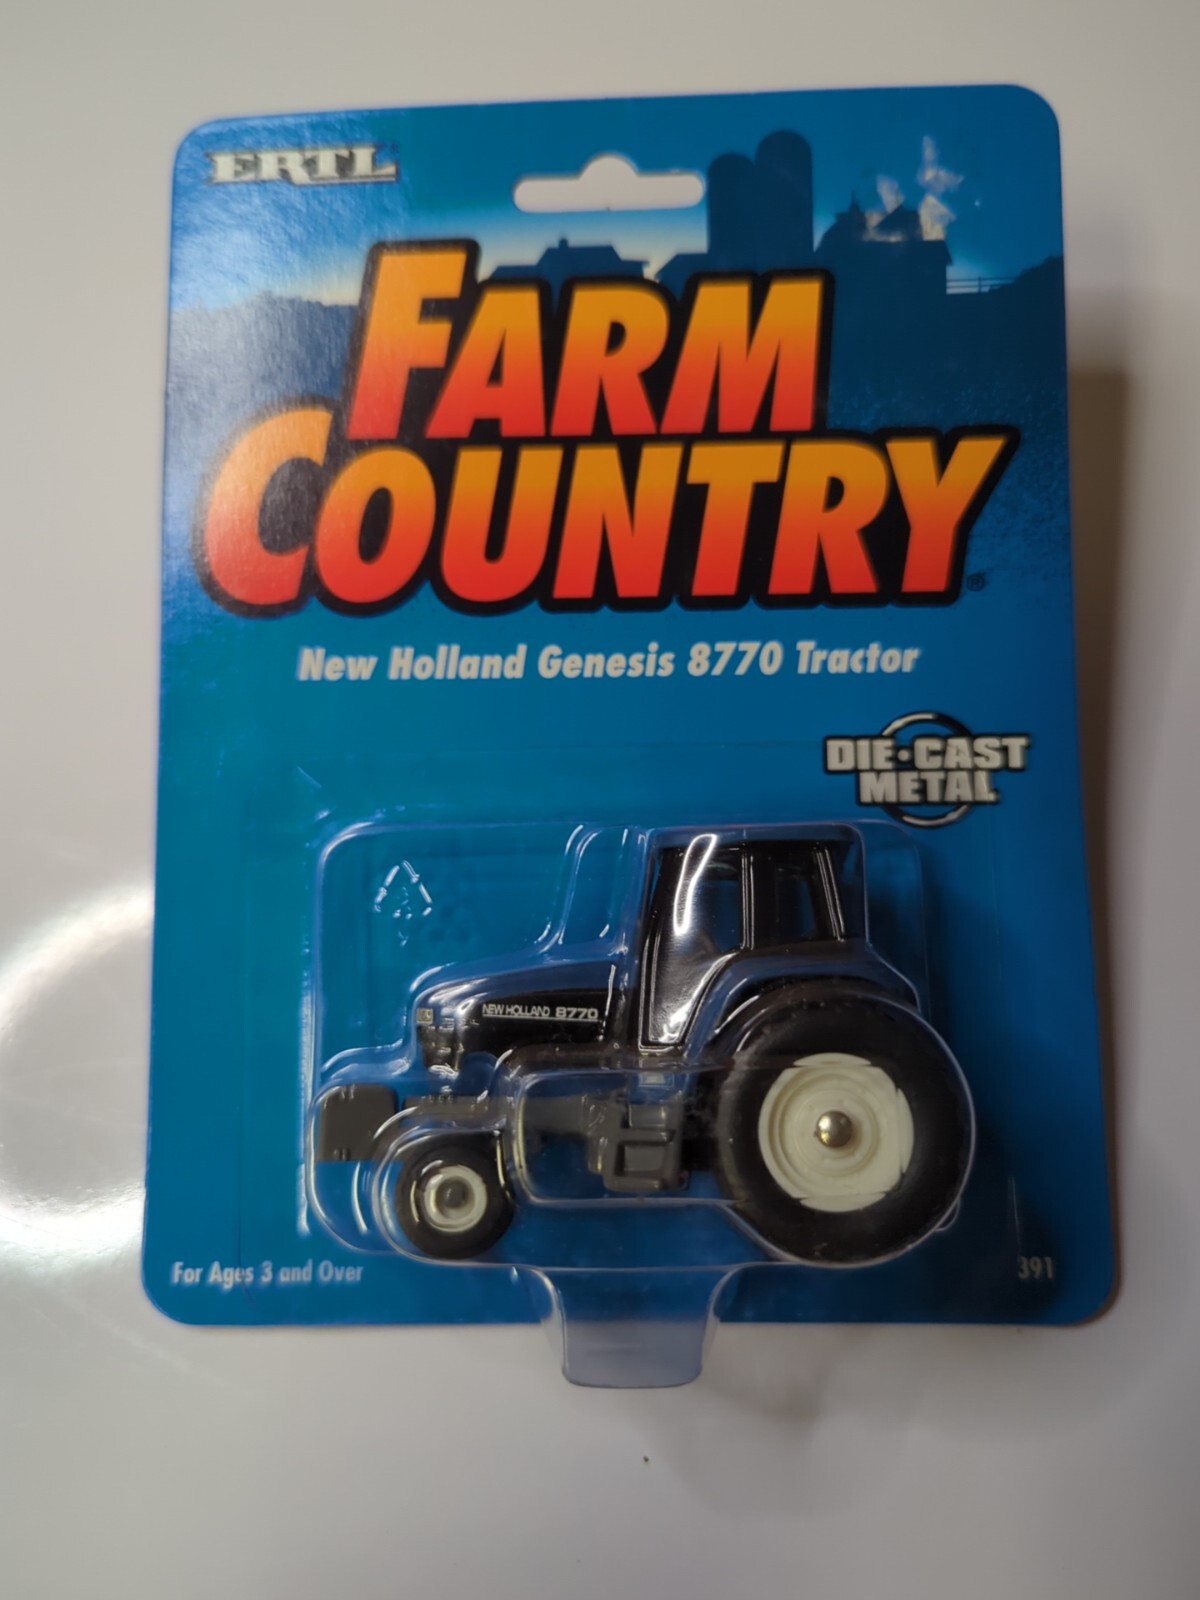 ERTL
FARM
COUNTRY®
New Holland Genesis 8770 Tractor
DIE·CAST
METAL
NEW HOLLAND 8770
For Ages 3 and Over
391